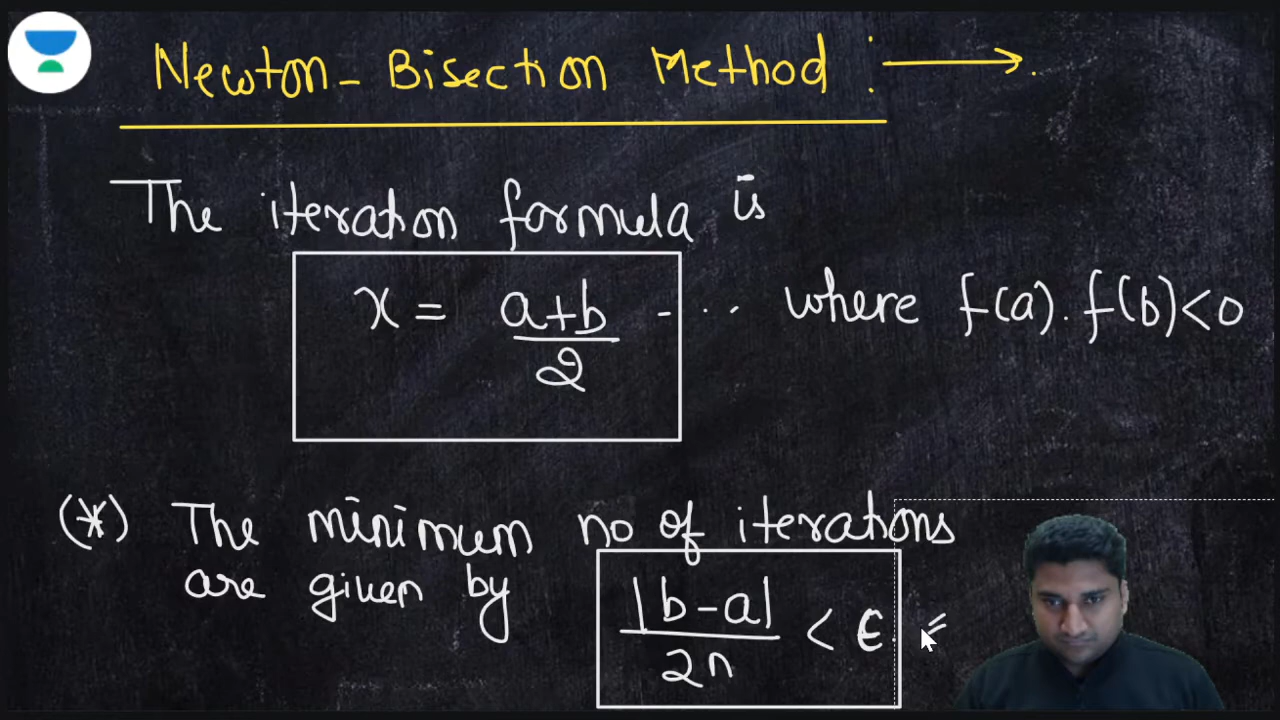 Newton-Bisection Method :→.
The iteration formula is
x = a+b/2 -... where f(a).f(b)<0
(*) The minimum no of iterations
are given by |b-a|/2n < ϵ